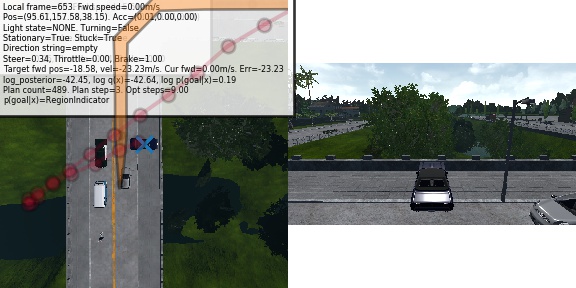 Local frame=653. Fwd speed=0.00m/s
Pos=(95.61,157.58,38.15). Acc=(0.01,0.00,0.00)
Light state=NONE. Turning=False
Stationary=True. Stuck=True
Direction string=empty
Steer=0.34, Throttle=0.00, Brake=1.00
Target fwd pos=-18.58, vel=-23.23m/s. Cur fwd=0.00m/s. Err=-23.23
log_posterior=-42.45, log q(x)=-42.64, log p(goal|x)=0.19
Plan count=489. Plan step=3. Opt steps=9.00
p(goal|x)=RegionIndicator